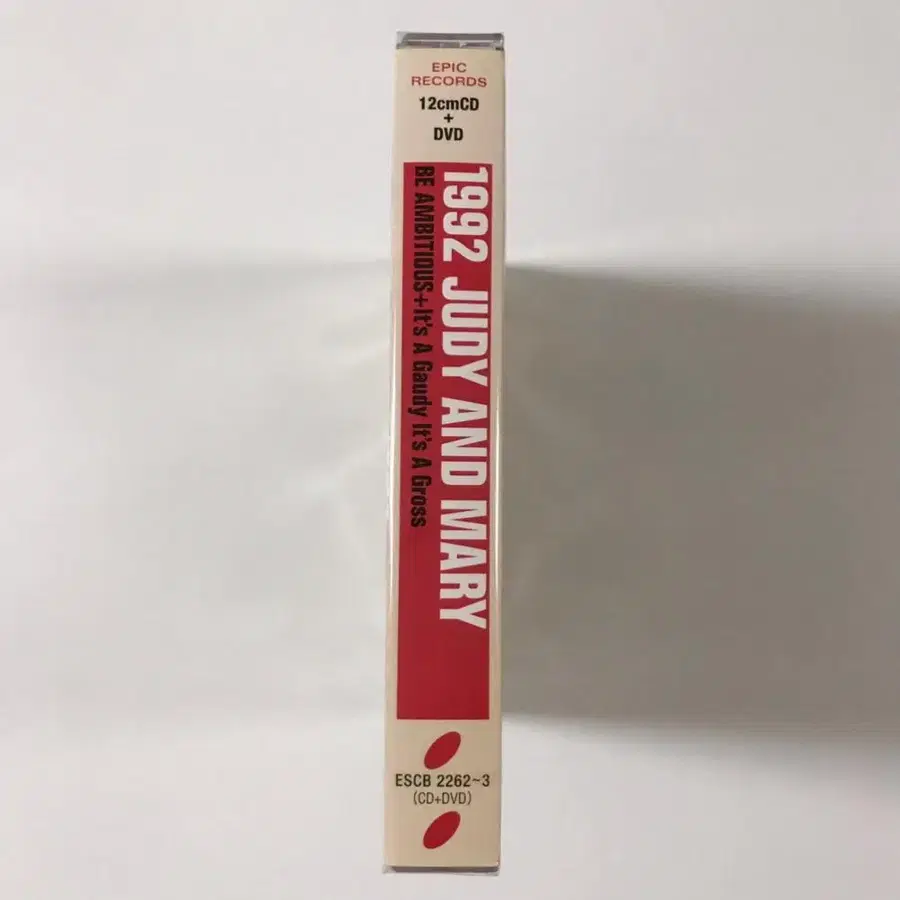 EPIC
RECORDS
12cmCD
+
DVD
1992 JUDY AND MARY
BE AMBITIOUS+It's A Gaudy It's A Gross
ESCB 2262~3
(CD+DVD)